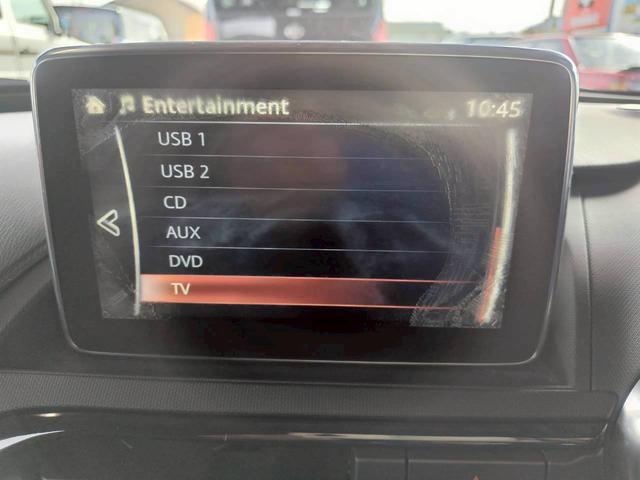 Entertainment 10:45
USB 1
USB 2
CD
AUX
DVD
TV